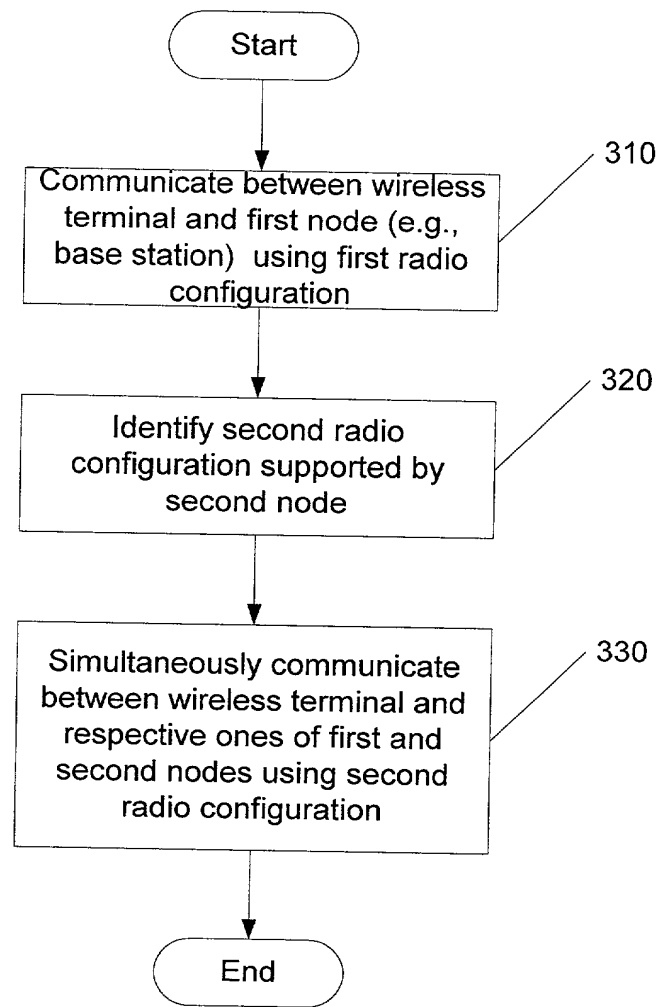 Start
310
Communicate between wireless
terminal and first node (e.g.,
base station) using first radio
configuration
320
Identify second radio
configuration supported by
second node
330
Simultaneously communicate
between wireless terminal and
respective ones of first and
second nodes using second
radio configuration
End